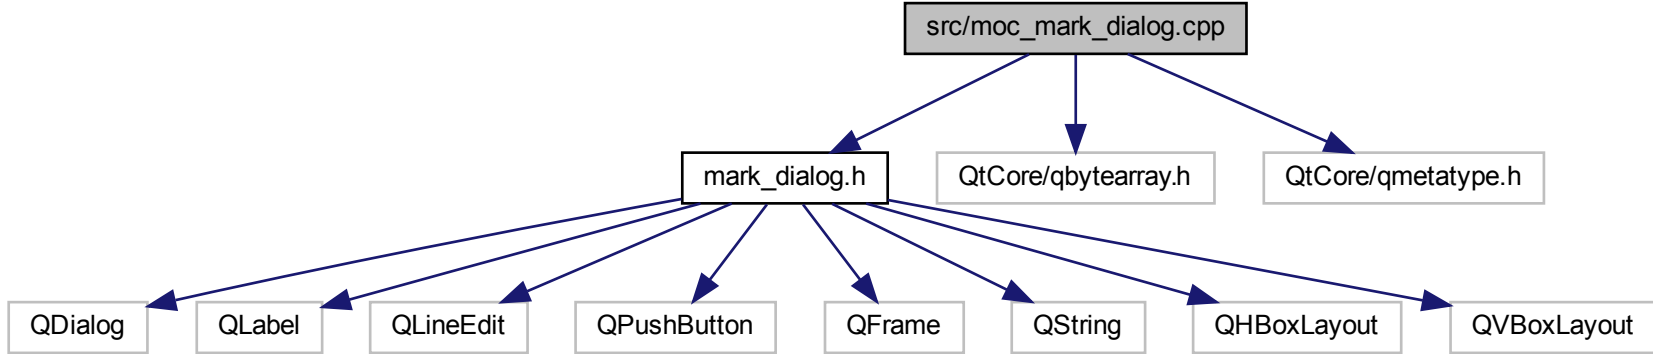 src/moc_mark_dialog.cpp
mark_dialog.h
QtCore/qbytearray.h
QtCore/qmetatype.h
QDialog
QLabel
QLineEdit
QPushButton
QFrame
QString
QHBoxLayout
QVBoxLayout